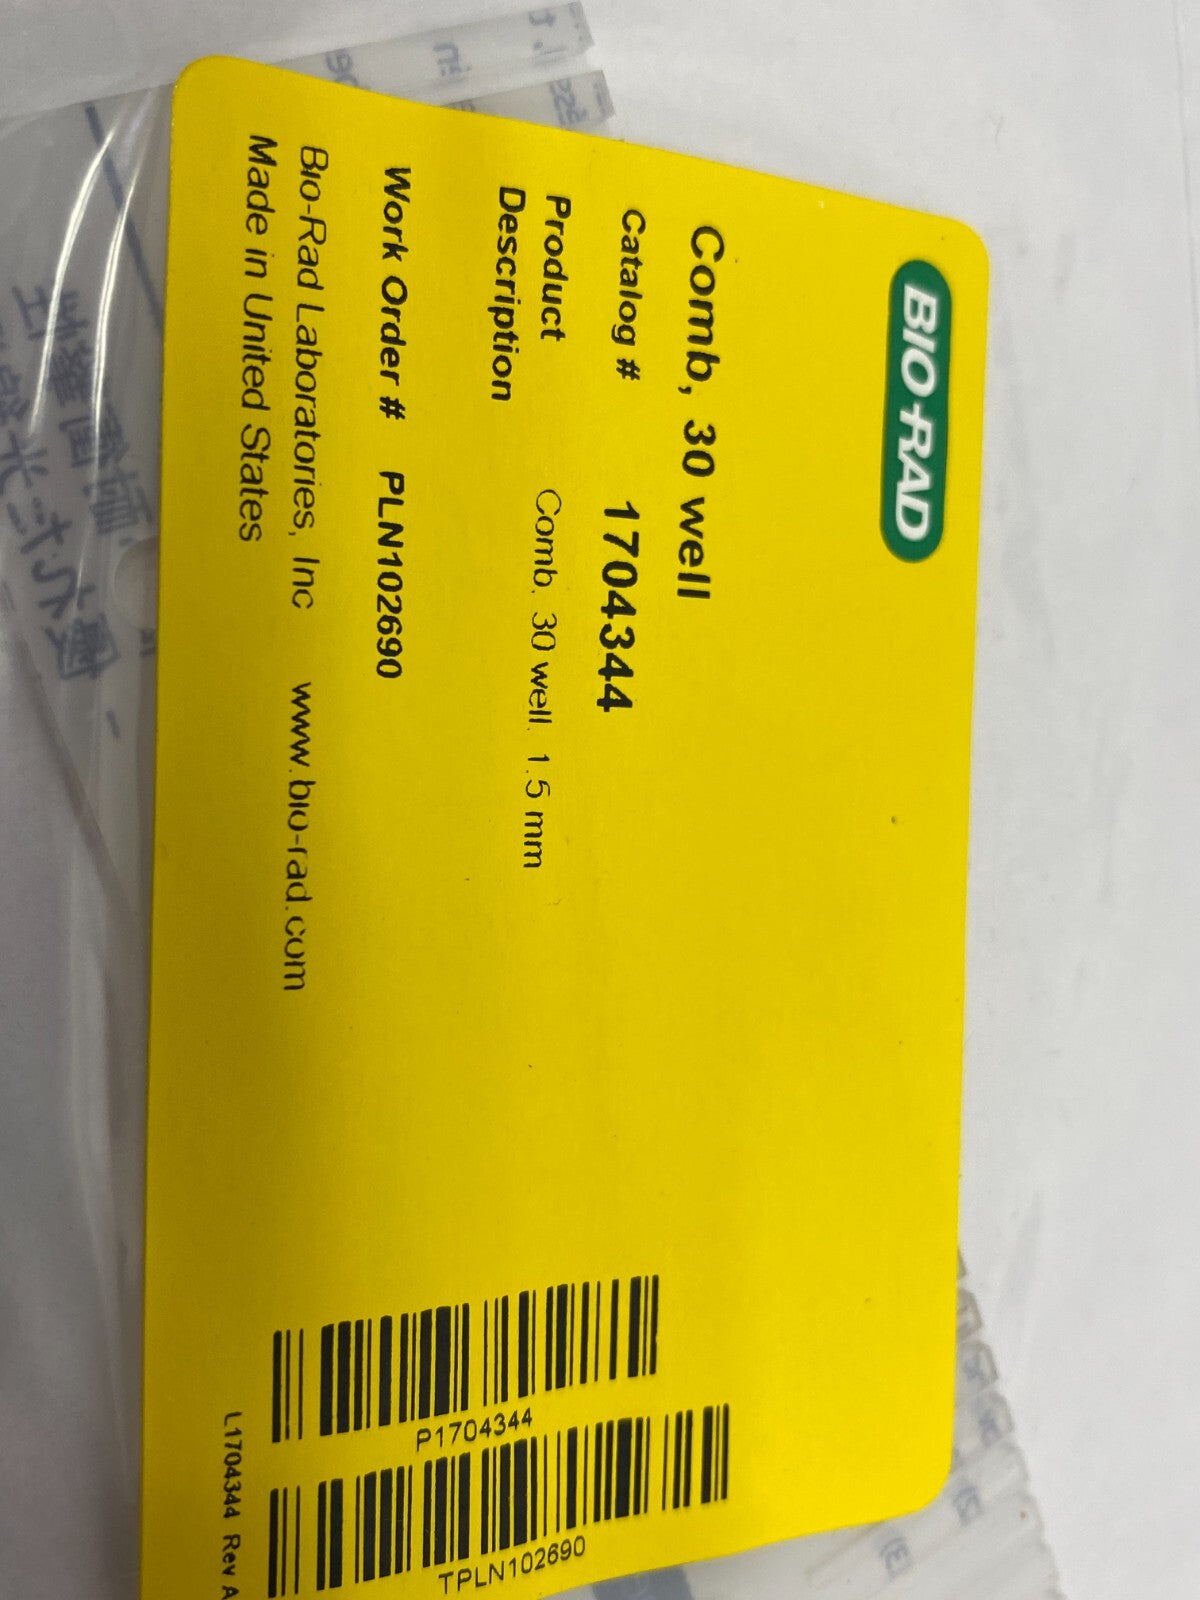 BIO-RAD
Comb, 30 well
Catalog # 1704344
Product Description Comb, 30 well, 1.5 mm
Work Order # PLN102690
Bio-Rad Laboratories, Inc www.bio-rad.com
Made in United States
P1704344
TPLN102690
L1704344 Rev A